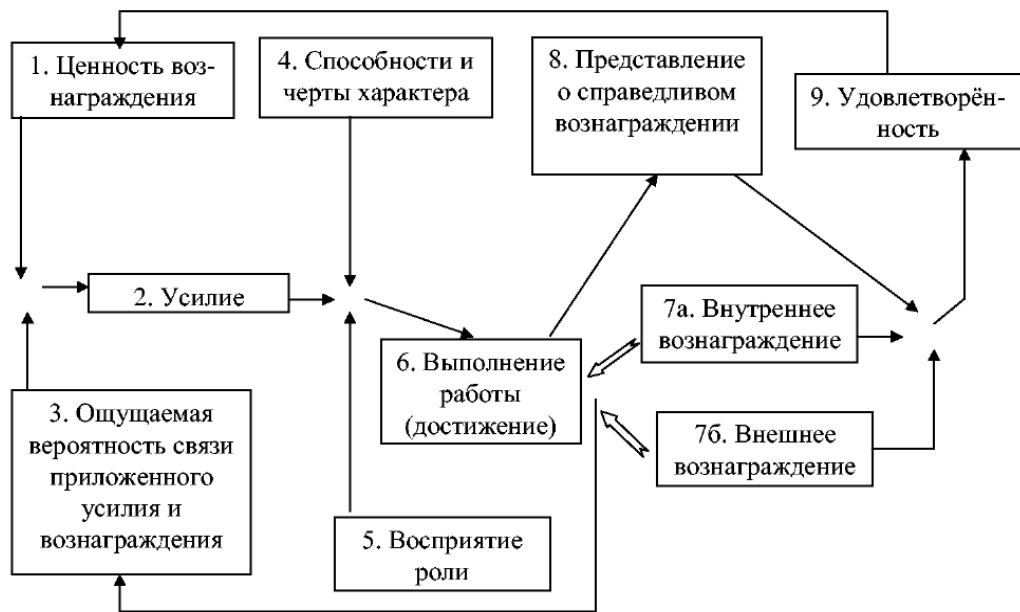 1. Ценность воз-
награждения
4. Способности и
черты характера
8. Представление
о справедливом
вознаграждении
9. Удовлетворён-
ность
2. Усилие
7а. Внутреннее
вознаграждение
6. Выполнение
работы
(достижение)
3. Ощущаемая
вероятность связи
приложенного
усилия и
вознаграждения
7б. Внешнее
вознаграждение
5. Восприятие
роли